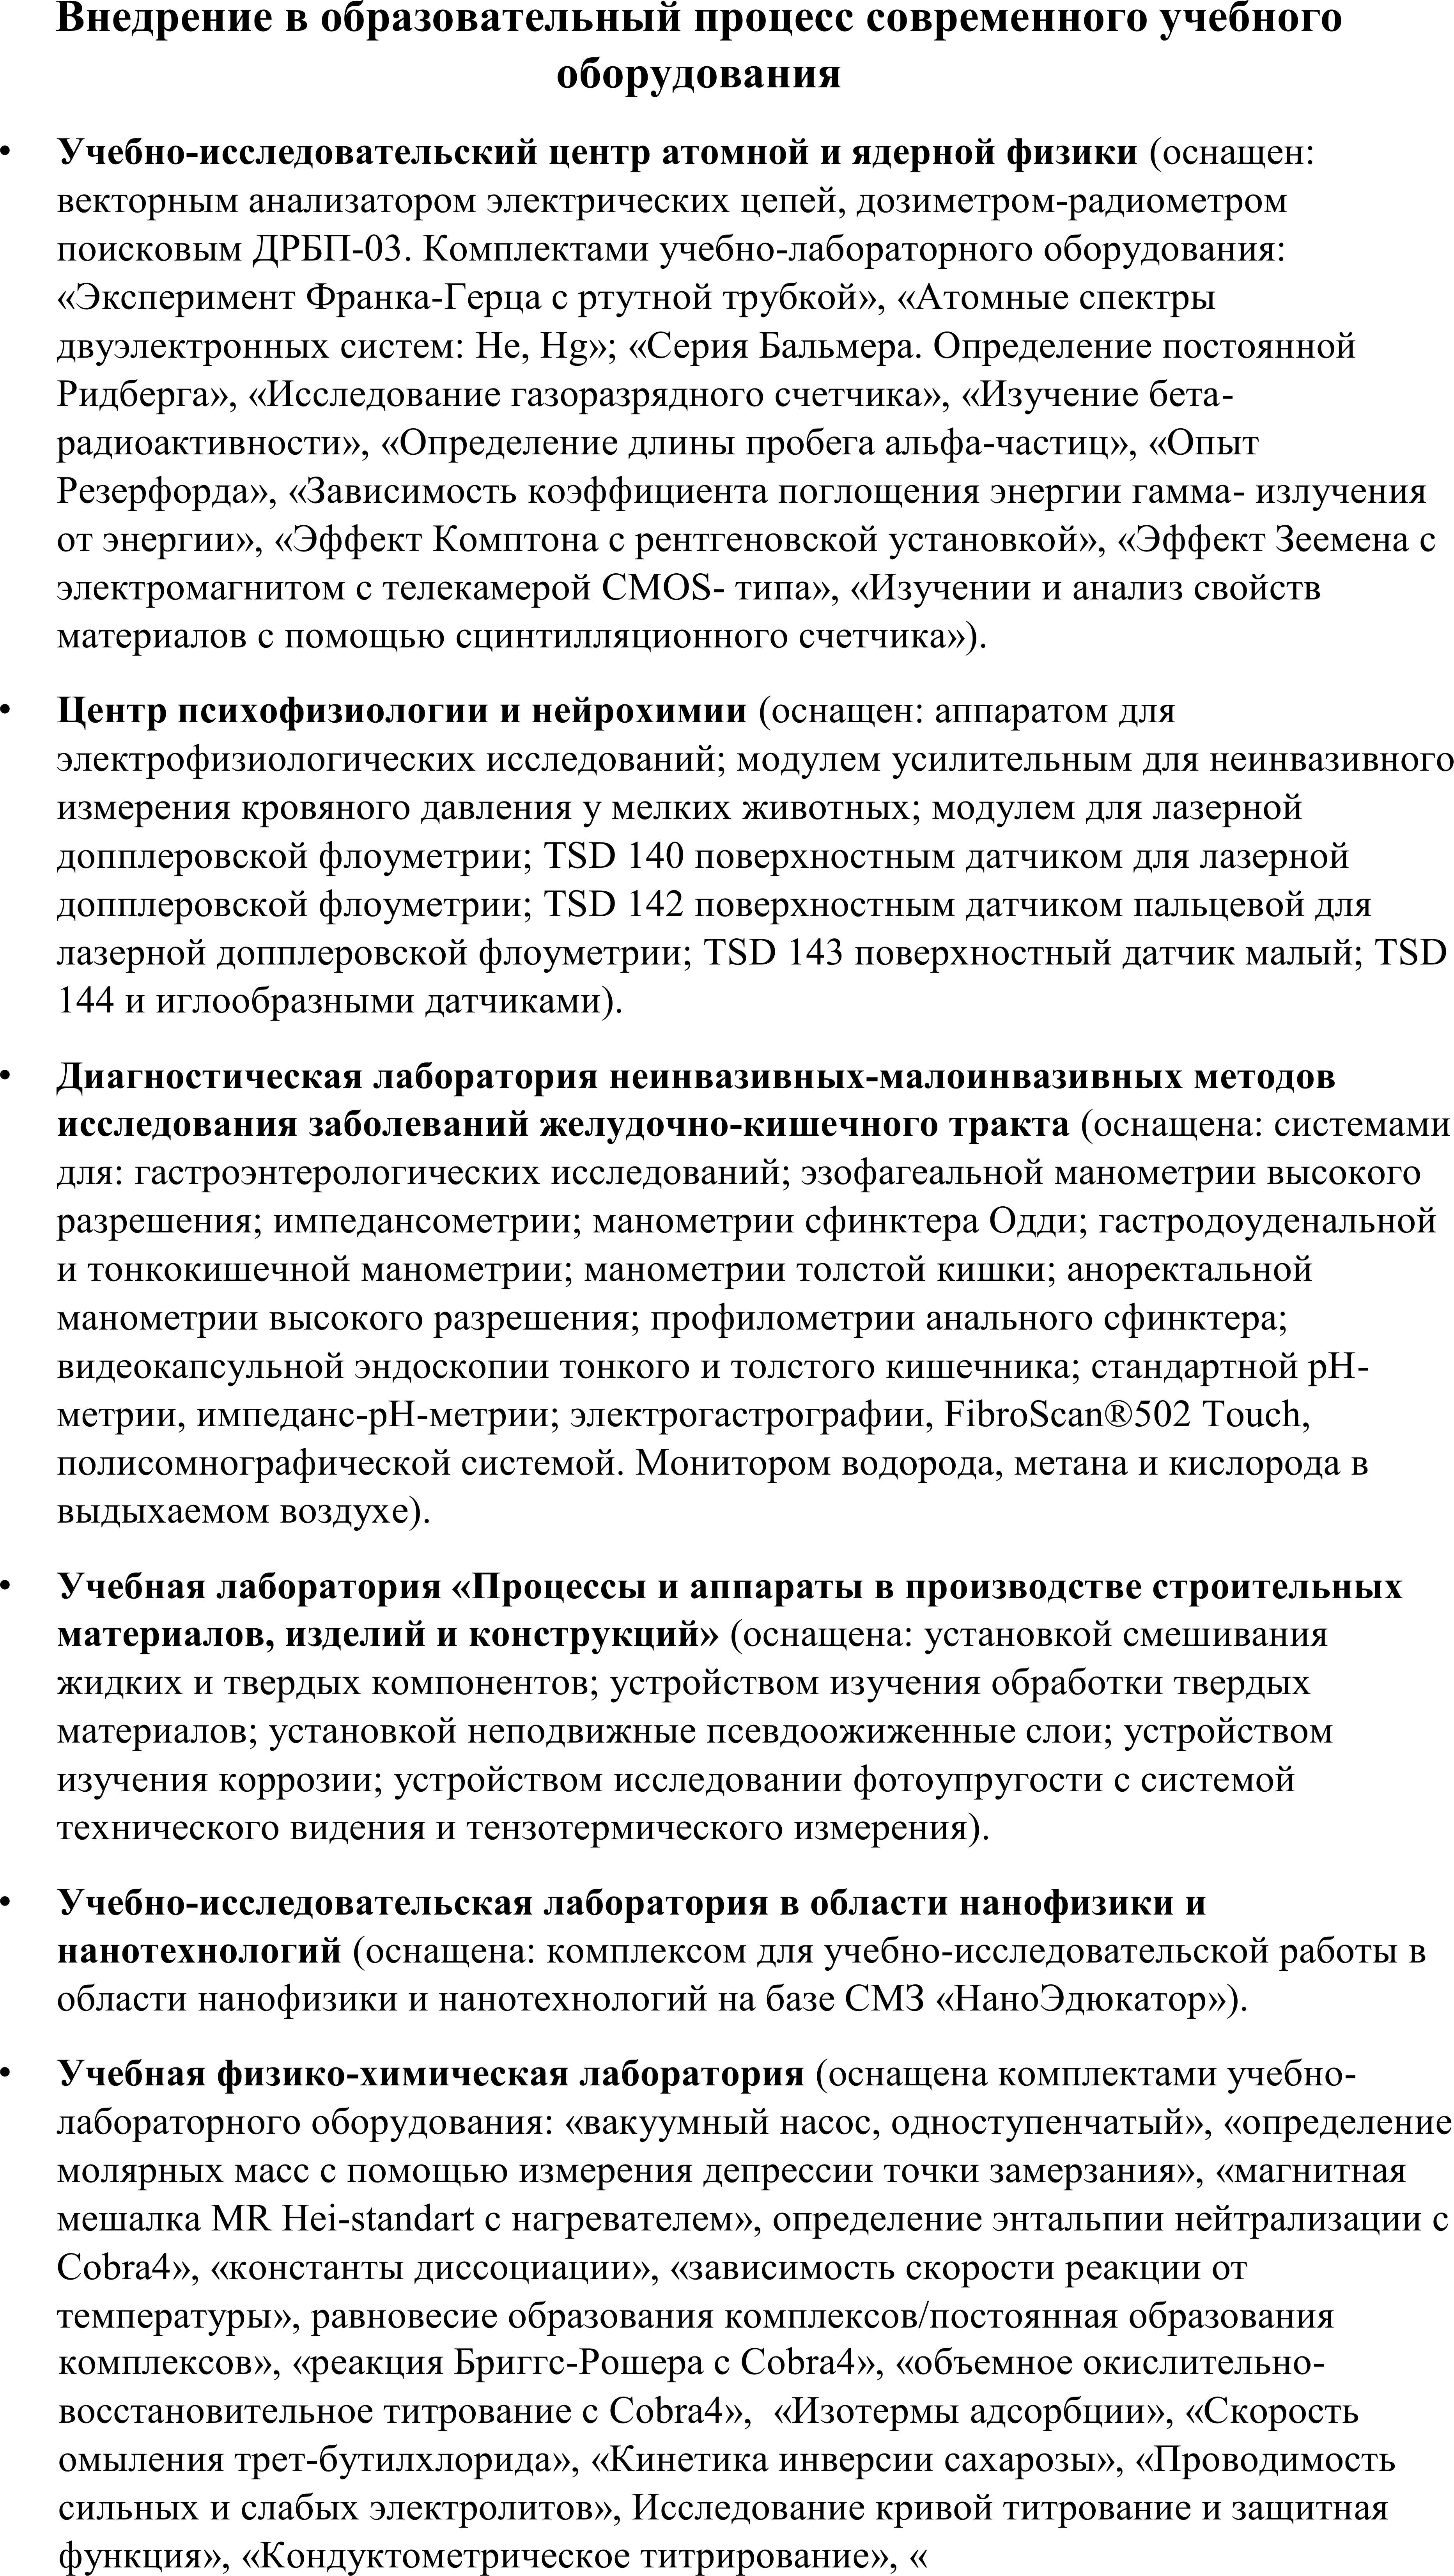 Внедрение в образовательный процесс современного учебного
оборудования
• Учебно-исследовательский центр атомной и ядерной физики (оснащен:
векторным анализатором электрических цепей, дозиметром-радиометром
поисковым ДРБП-03. Комплектами учебно-лабораторного оборудования:
«Эксперимент Франка-Герца с ртутной трубкой», «Атомные спектры
двуэлектронных систем: He, Hg»; «Серия Бальмера. Определение постоянной
Ридберга», «Исследование газоразрядного счетчика», «Изучение бета-
радиоактивности», «Определение длины пробега альфа-частиц», «Опыт
Резерфорда», «Зависимость коэффициента поглощения энергии гамма- излучения
от энергии», «Эффект Комптона с рентгеновской установкой», «Эффект Зеемена с
электромагнитом с телекамерой CMOS- типа», «Изучении и анализ свойств
материалов с помощью сцинтилляционного счетчика»).
• Центр психофизиологии и нейрохимии (оснащен: аппаратом для
электрофизиологических исследований; модулем усилительным для неинвазивного
измерения кровяного давления у мелких животных; модулем для лазерной
допплеровской флоуметрии; TSD 140 поверхностным датчиком для лазерной
допплеровской флоуметрии; TSD 142 поверхностным датчиком пальцевой для
лазерной допплеровской флоуметрии; TSD 143 поверхностный датчик малый; TSD
144 и иглообразными датчиками).
• Диагностическая лаборатория неинвазивных-малоинвазивных методов
исследования заболеваний желудочно-кишечного тракта (оснащена: системами
для: гастроэнтерологических исследований; эзофагеальной манометрии высокого
разрешения; импедансометрии; манометрии сфинктера Одди; гастродоуденальной
и тонкокишечной манометрии; манометрии толстой кишки; аноректальной
манометрии высокого разрешения; профилометрии анального сфинктера;
видеокапсульной эндоскопии тонкого и толстого кишечника; стандартной рН-
метрии, импеданс-рН-метрии; электрогастрографии, FibroScan®502 Touch,
полисомнографической системой. Монитором водорода, метана и кислорода в
выдыхаемом воздухе).
• Учебная лаборатория «Процессы и аппараты в производстве строительных
материалов, изделий и конструкций» (оснащена: установкой смешивания
жидких и твердых компонентов; устройством изучения обработки твердых
материалов; установкой неподвижные псевдоожиженные слои; устройством
изучения коррозии; устройством исследовании фотоупругости с системой
технического видения и тензотермического измерения).
• Учебно-исследовательская лаборатория в области нанофизики и
нанотехнологий (оснащена: комплексом для учебно-исследовательской работы в
области нанофизики и нанотехнологий на базе СМЗ «НаноЭдюкатор»).
• Учебная физико-химическая лаборатория (оснащена комплектами учебно-
лабораторного оборудования: «вакуумный насос, одноступенчатый», «определение
молярных масс с помощью измерения депрессии точки замерзания», «магнитная
мешалка MR Hei-standart с нагревателем», определение энтальпии нейтрализации с
Cobra4», «константы диссоциации», «зависимость скорости реакции от
температуры», равновесие образования комплексов/постоянная образования
комплексов», «реакция Бриггс-Рошера с Cobra4», «объемное окислительно-
восстановительное титрование с Cobra4», «Изотермы адсорбции», «Скорость
омыления трет-бутилхлорида», «Кинетика инверсии сахарозы», «Проводимость
сильных и слабых электролитов», Исследование кривой титрование и защитная
функция», «Кондуктометрическое титрирование», «